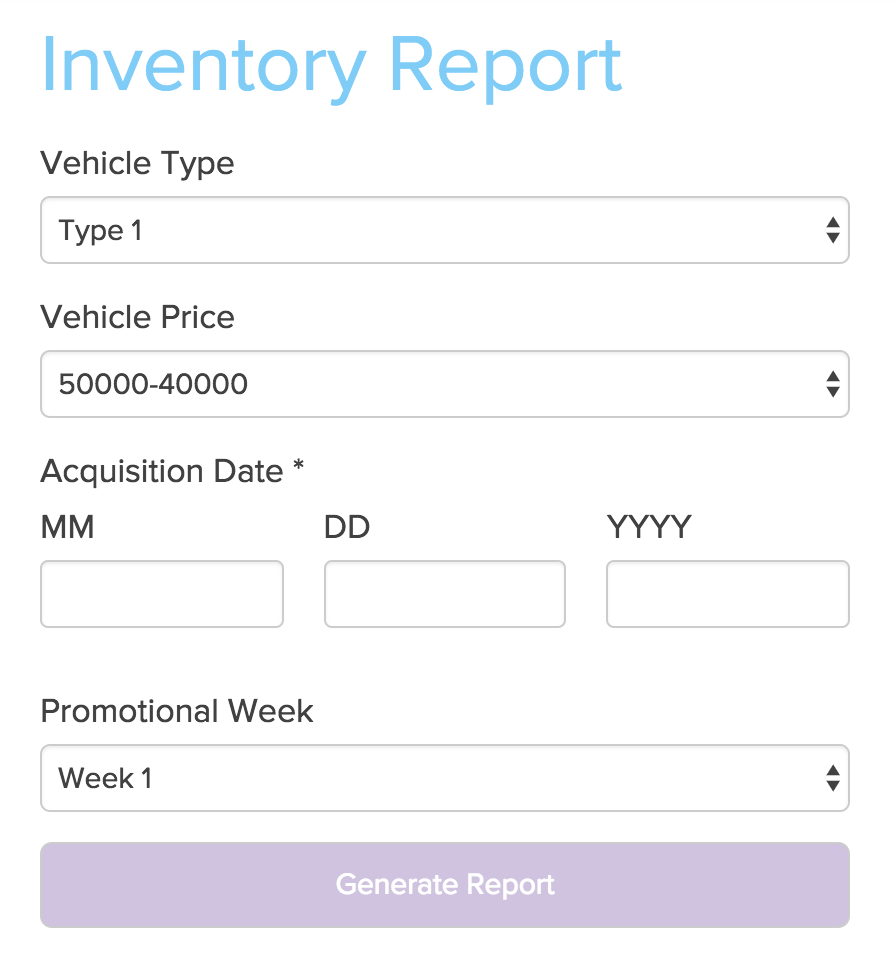 Inventory Report
Vehicle Type
Type 1
Vehicle Price
50000-40000
Acquisition Date *
MM DD YYYY
Promotional Week
Week 1
Generate Report